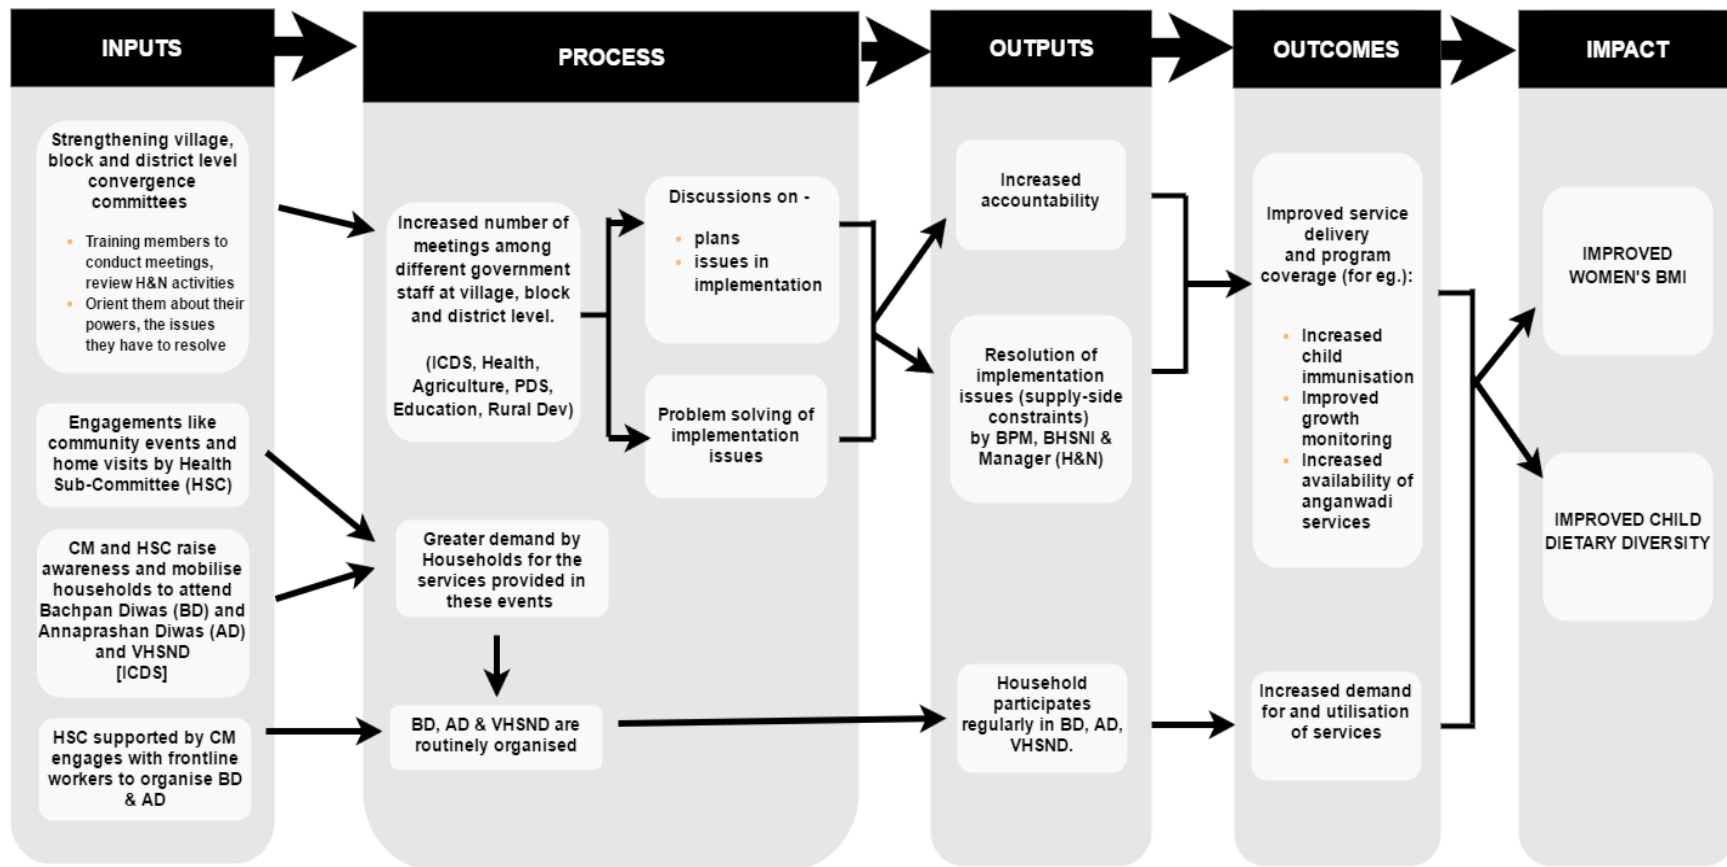 INPUTS
PROCESS
OUTPUTS
OUTCOMES
IMPACT
Strengthening village,
block and district level
convergence
committees
Training members to
conduct meetings,
review H&N activities
Orient them about their
powers, the issues
they have to resolve
Engagements like
community events and
home visits by Health
Sub-Committee (HSC)
CM and HSC raise
awareness and mobilise
households to attend
Bachpan Diwas (BD) and
Annaprashan Diwas (AD)
and VHSND
[ICDS]
HSC supported by CM
engages with frontline
workers to organise BD
& AD
Increased number of
meetings among
different government
staff at village, block
and district level.
(ICDS, Health,
Agriculture, PDS,
Education, Rural Dev)
Discussions on -
plans
issues in
implementation
Problem solving of
implementation
issues
Greater demand by
Households for the
services provided in
these events
BD, AD & VHSND are
routinely organised
Increased
accountability
Resolution of
implementation
issues (supply-side
constraints)
by BPM, BHSNI &
Manager (H&N)
Household
participates
regularly in BD, AD,
VHSND.
Improved service
delivery
and program
coverage (for eg.):
Increased
child
immunisation
Improved
growth
monitoring
Increased
availability of
anganwadi
services
Increased demand
for and utilisation
of services
IMPROVED
WOMEN'S BMI
IMPROVED CHILD
DIETARY DIVERSITY